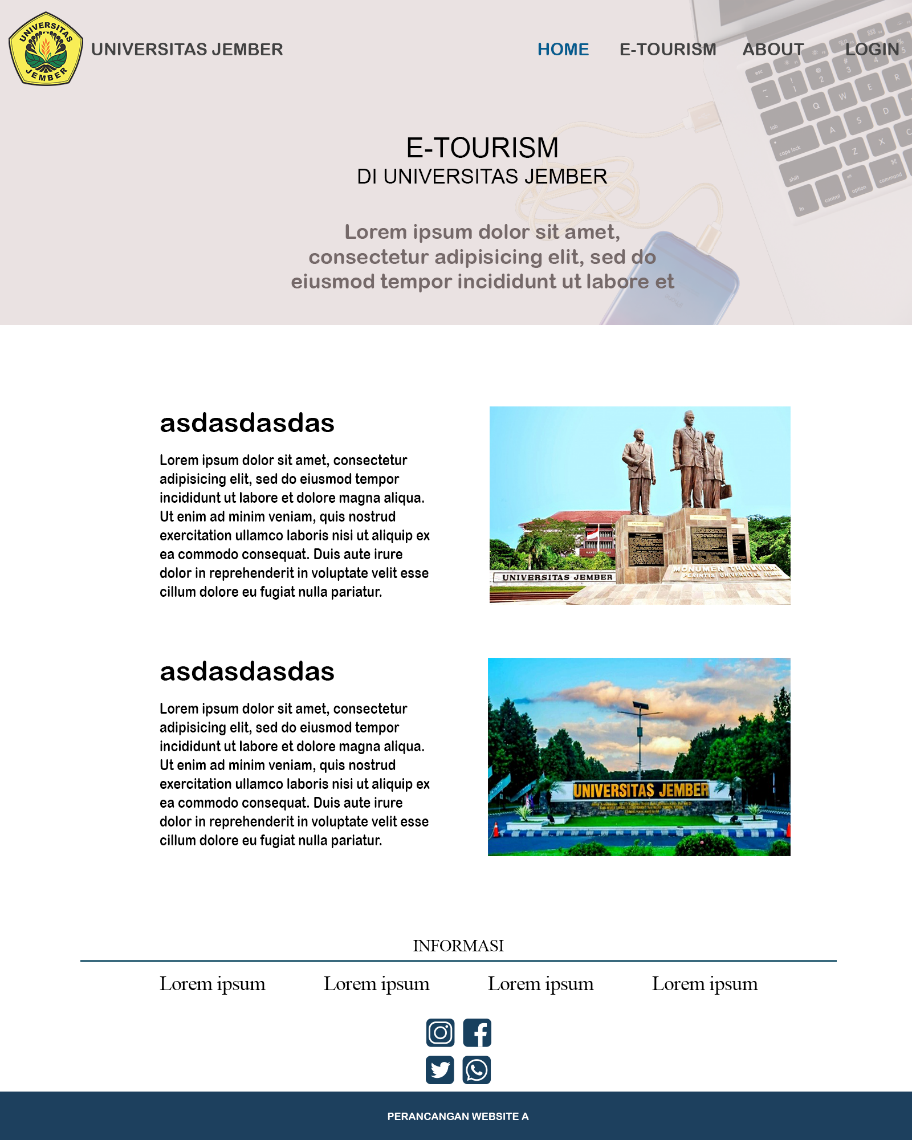 UNIVERSITAS
JEMBER
UNIVERSITAS JEMBER
HOME
E-TOURISM
ABOUT
LOGIN
E-TOURISM
DI UNIVERSITAS JEMBER
Lorem ipsum dolor sit amet,
consectetur adipisicing elit, sed do
eiusmod tempor incididunt ut labore et
asdasdasdas
Lorem ipsum dolor sit amet, consectetur
adipisicing elit, sed do eiusmod tempor
incididunt ut labore et dolore magna aliqua.
Ut enim ad minim veniam, quis nostrud
exercitation ullamco laboris nisi ut aliquip ex
ea commodo consequat. Duis aute irure
dolor in reprehenderit in voluptate velit esse
cillum dolore eu fugiat nulla pariatur.
UNIVERSITAS JEMBER
MONUMEN
asdasdasdas
Lorem ipsum dolor sit amet, consectetur
adipisicing elit, sed do eiusmod tempor
incididunt ut labore et dolore magna aliqua.
Ut enim ad minim veniam, quis nostrud
exercitation ullamco laboris nisi ut aliquip ex
ea commodo consequat. Duis aute irure
dolor in reprehenderit in voluptate velit esse
cillum dolore eu fugiat nulla pariatur.
UNIVERSITAS JEMBER
INFORMASI
Lorem ipsum
Lorem ipsum
Lorem ipsum
Lorem ipsum
PERANCANGAN WEBSITE A